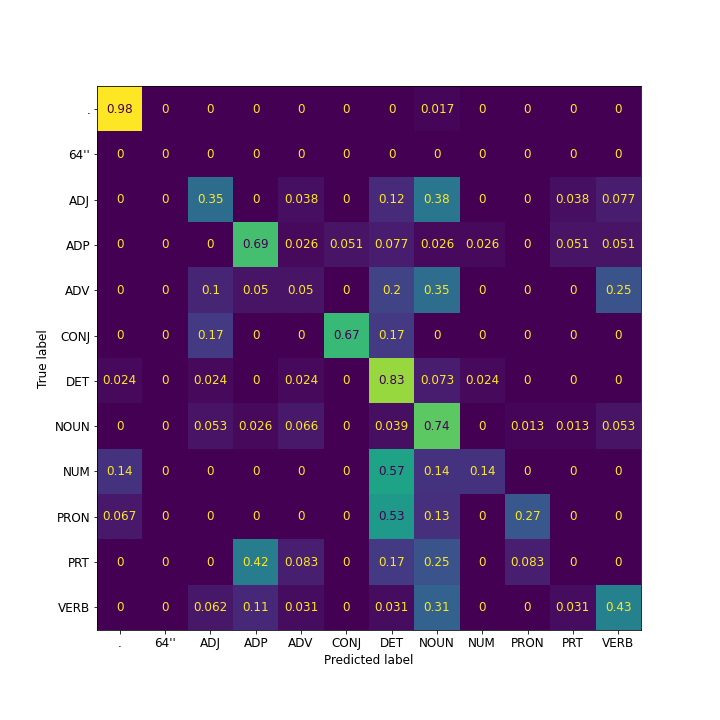 . 0.98 0 0 0 0 0 0 0.017 0 0 0 0
64'' 0 0 0 0 0 0 0 0 0 0 0 0
ADJ 0 0 0.35 0 0.038 0 0.12 0.38 0 0 0.038 0.077
ADP 0 0 0 0.69 0.026 0.051 0.077 0.026 0.026 0 0.051 0.051
ADV 0 0 0.1 0.05 0.05 0 0.2 0.35 0 0 0 0.25
CONJ 0 0 0.17 0 0 0.67 0.17 0 0 0 0 0
DET 0.024 0 0.024 0 0.024 0 0.83 0.073 0.024 0 0 0
NOUN 0 0 0.053 0.026 0.066 0 0.039 0.74 0 0.013 0.013 0.053
NUM 0.14 0 0 0 0 0 0.57 0.14 0.14 0 0 0
PRON 0.067 0 0 0 0 0 0.53 0.13 0 0.27 0 0
PRT 0 0 0 0.42 0.083 0 0.17 0.25 0 0.083 0 0
VERB 0 0 0.062 0.11 0.031 0 0.031 0.31 0 0 0.031 0.43
. 64'' ADJ ADP ADV CONJ DET NOUN NUM PRON PRT VERB
Predicted label
True label